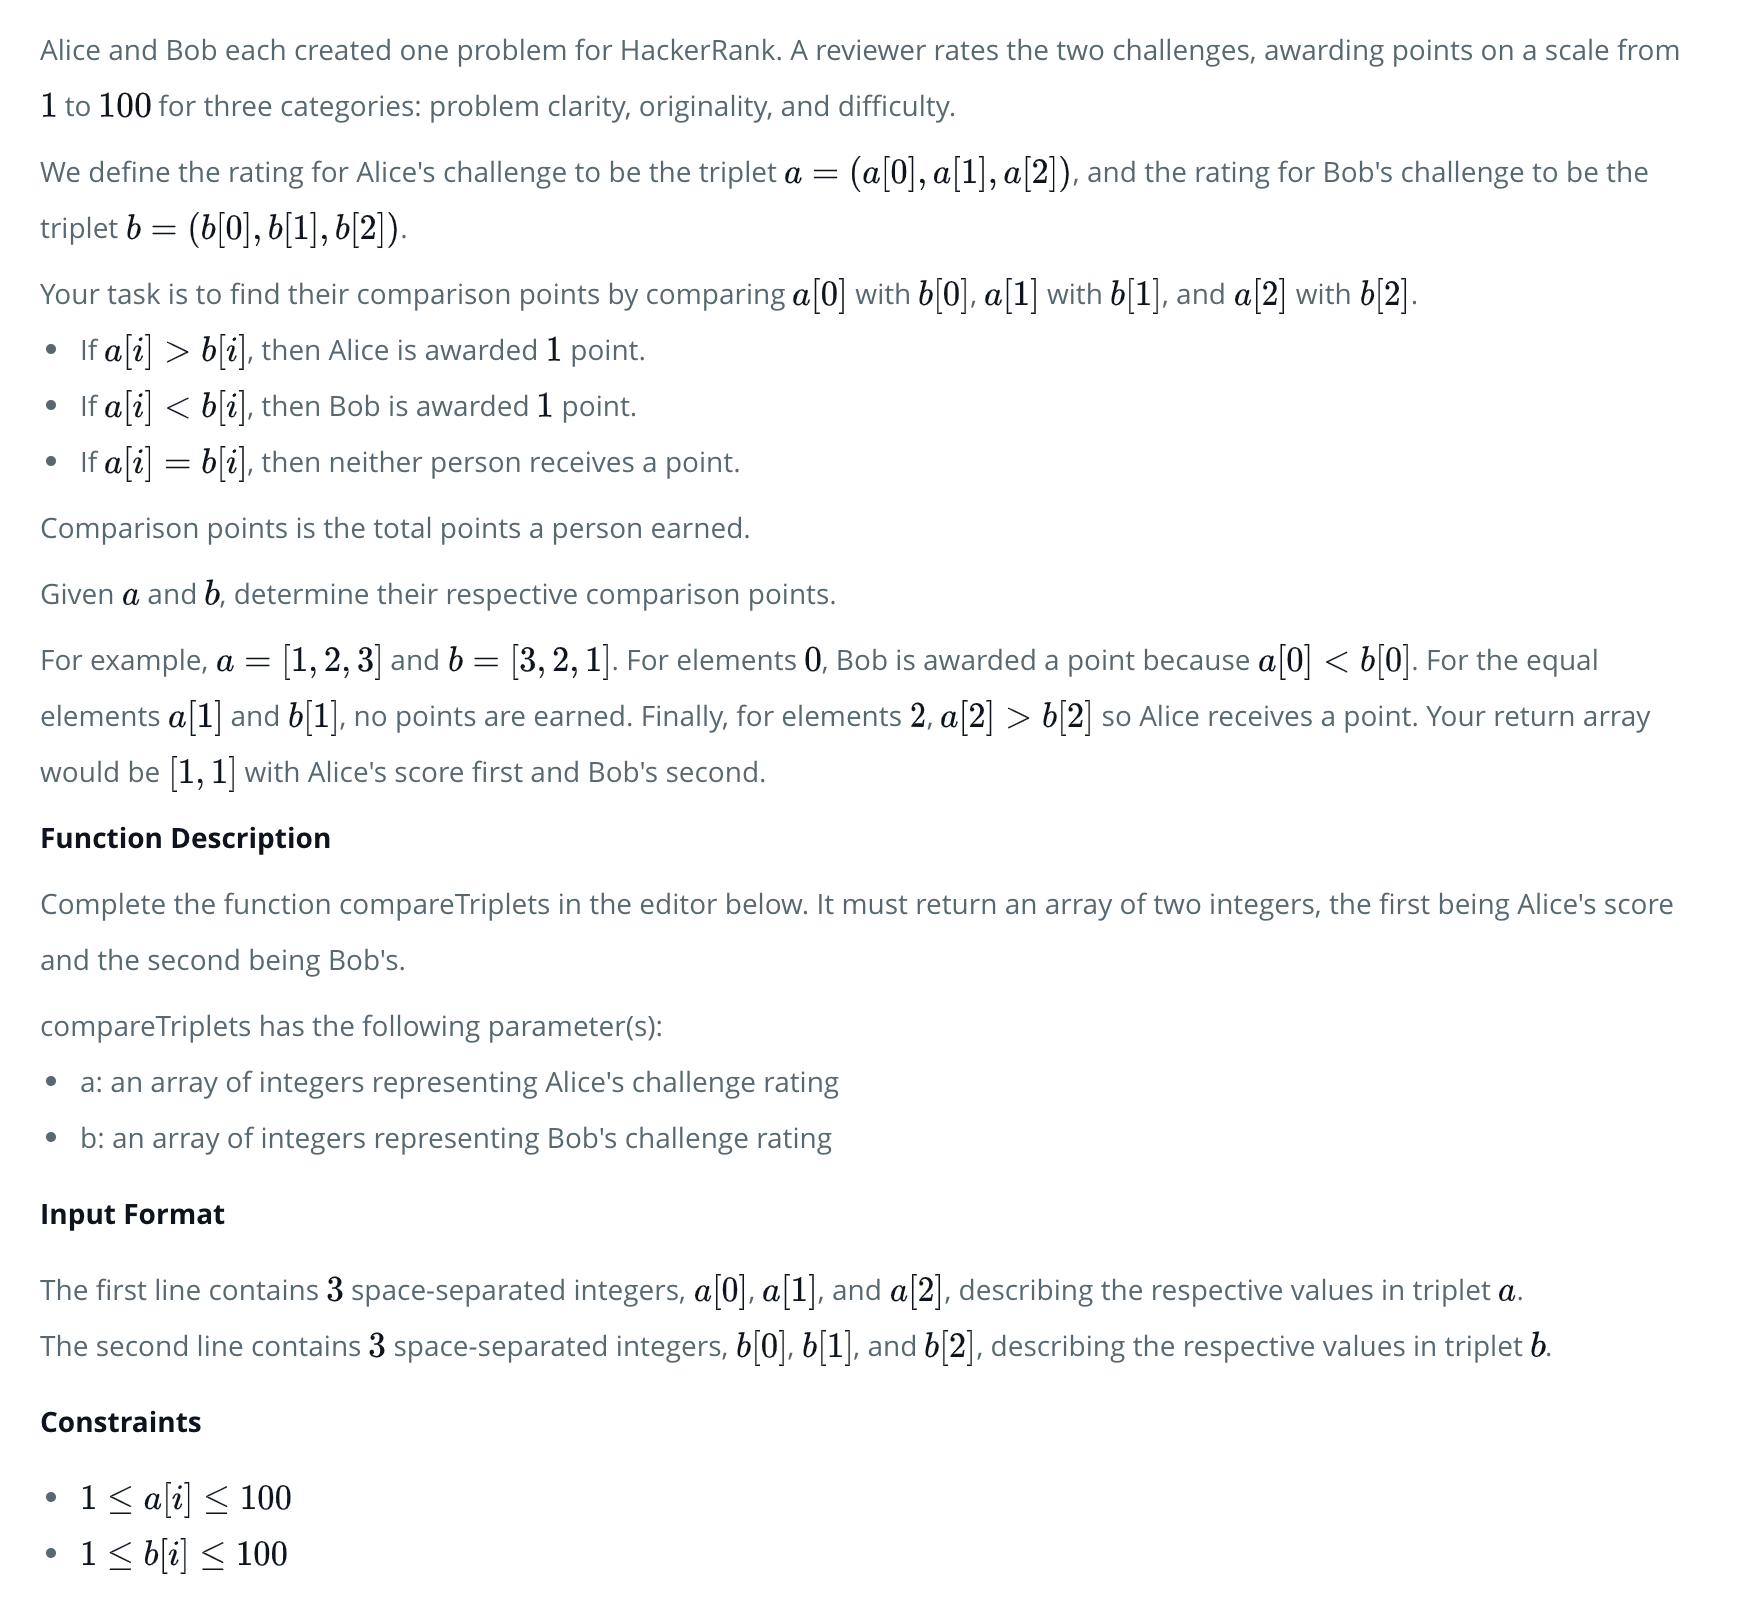 Alice and Bob each created one problem for HackerRank. A reviewer rates the two challenges, awarding points on a scale from
1 to 100 for three categories: problem clarity, originality, and difficulty.
We define the rating for Alice's challenge to be the triplet a = (a[0], a[1], a[2]), and the rating for Bob's challenge to be the
triplet b = (b[0], b[1], b[2]).
Your task is to find their comparison points by comparing a[0] with b[0], a[1] with b[1], and a[2] with b[2].
• If a[i] > b[i], then Alice is awarded 1 point.
• If a[i] < b[i], then Bob is awarded 1 point.
• If a[i] = b[i], then neither person receives a point.
Comparison points is the total points a person earned.
Given a and b, determine their respective comparison points.
For example, a = [1, 2, 3] and b = [3, 2, 1]. For elements 0, Bob is awarded a point because a[0] < b[0]. For the equal
elements a[1] and b[1], no points are earned. Finally, for elements 2, a[2] > b[2] so Alice receives a point. Your return array
would be [1, 1] with Alice's score first and Bob's second.
Function Description
Complete the function compareTriplets in the editor below. It must return an array of two integers, the first being Alice's score
and the second being Bob's.
compareTriplets has the following parameter(s):
• a: an array of integers representing Alice's challenge rating
• b: an array of integers representing Bob's challenge rating
Input Format
The first line contains 3 space-separated integers, a[0], a[1], and a[2], describing the respective values in triplet a.
The second line contains 3 space-separated integers, b[0], b[1], and b[2], describing the respective values in triplet b.
Constraints
• 1 ≤ a[i] ≤ 100
• 1 ≤ b[i] ≤ 100